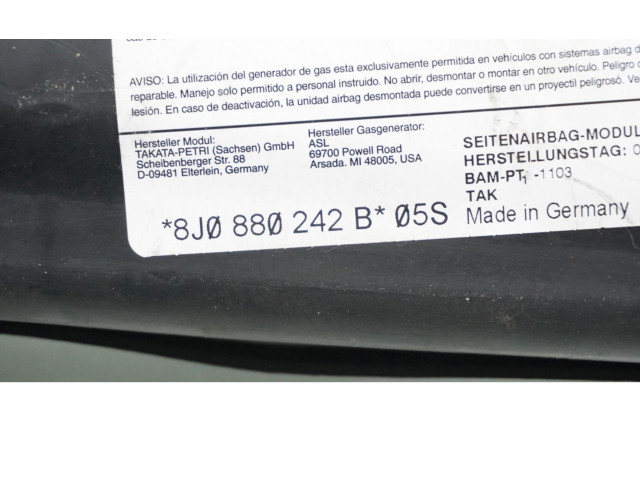 AVISO: La utilización del generador de gas esta exclusivamente permitida en vehículos con sistemas airbag
reparable. Manejo solo permitido a personal instruido. No abrir, desmontar o montar en otro vehículo. Peligro
lesión. En caso de deactivación, la unidad airbag desmontada puede convertirse en un proyectil peligrosó.
Hersteller Modul:
TAKATA-PETRI (Sachsen) GmbH
Scheibenberger Str. 88
D-09481 Elterlein, Germany
Hersteller Gasgenerator:
ASL
69700 Powell Road
Arsada. MI 48005, USA
SEITENAIRBAG-MODUL
HERSTELLUNGSTAG: 0
BAM-PT, -1103
TAK
Made in Germany
*8J0 880 242 B* 05S